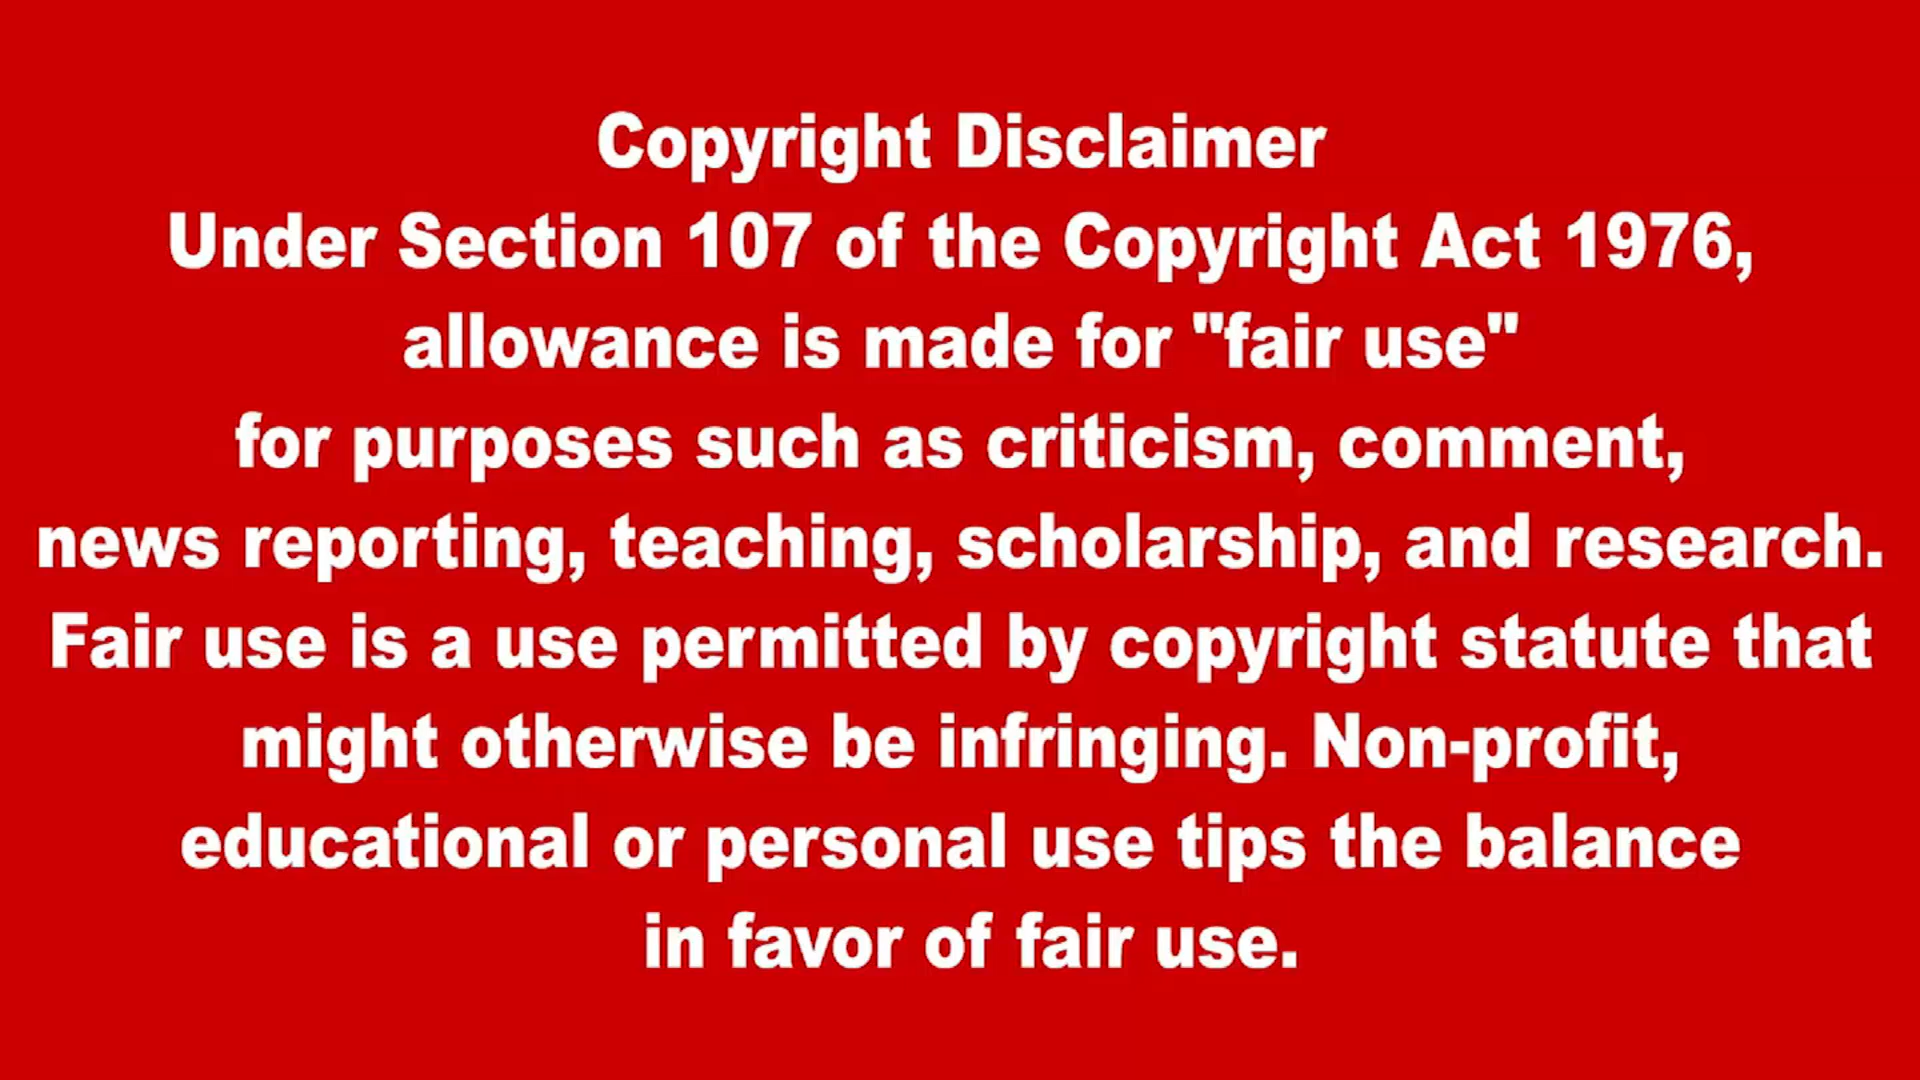 Copyright Disclaimer
Under Section 107 of the Copyright Act 1976,
allowance is made for "fair use"
for purposes such as criticism, comment,
news reporting, teaching, scholarship, and research.
Fair use is a use permitted by copyright statute that
might otherwise be infringing. Non-profit,
educational or personal use tips the balance
in favor of fair use.